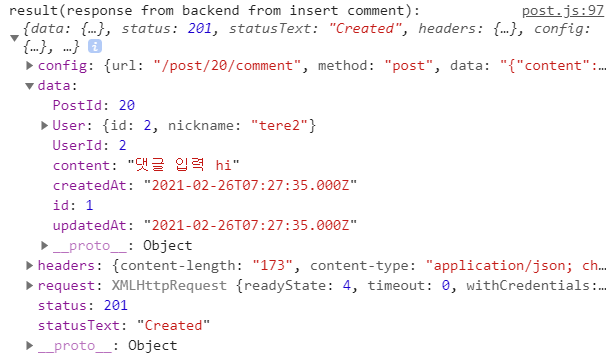 result(response from backend from insert comment): post.js:97
{data: {…}, status: 201, statusText: "Created", headers: {…}, config:
{…}, …} i
config: {url: "/post/20/comment", method: "post", data: "{"content":…
data:
PostId: 20
User: {id: 2, nickname: "tere2"}
UserId: 2
content: "댓글 입력 hi"
createdAt: "2021-02-26T07:27:35.000Z"
id: 1
updatedAt: "2021-02-26T07:27:35.000Z"
__proto__: Object
headers: {content-length: "173", content-type: "application/json; ch…
request: XMLHttpRequest {readyState: 4, timeout: 0, withCredentials:…
status: 201
statusText: "Created"
__proto__: Object